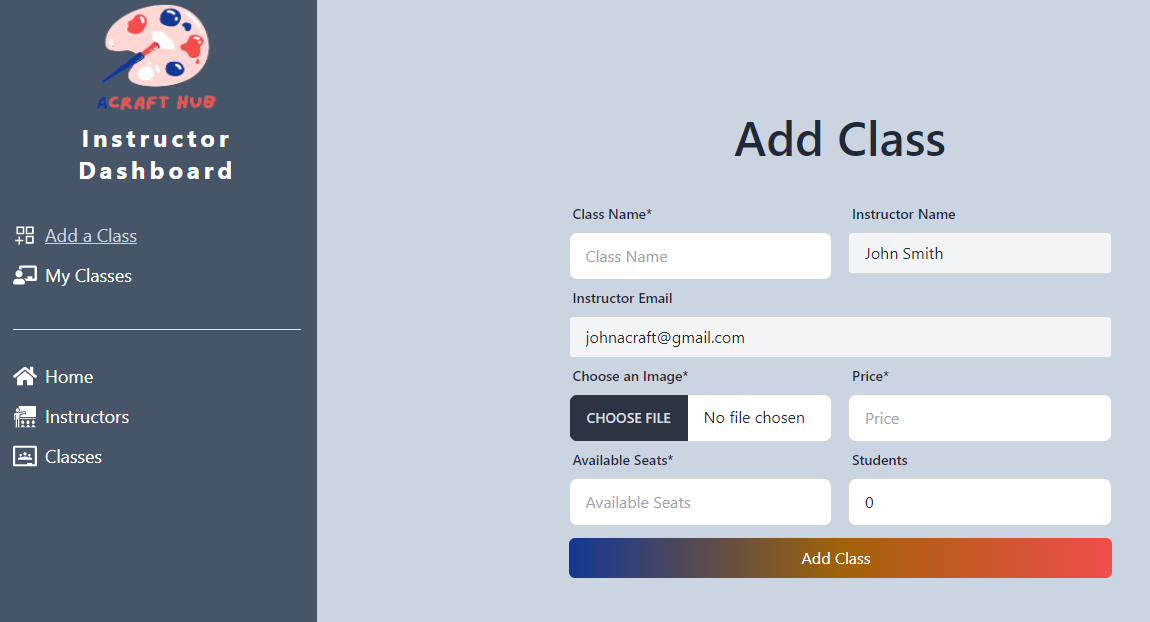 ACRAFT HUB
Instructor
Dashboard
Add a Class
My Classes
Home
Instructors
Classes
Add Class
Class Name*
Instructor Name
Class Name
John Smith
Instructor Email
johnacraft@gmail.com
Choose an Image*
Price*
CHOOSE FILE
No file chosen
Price
Available Seats*
Students
Available Seats
0
Add Class